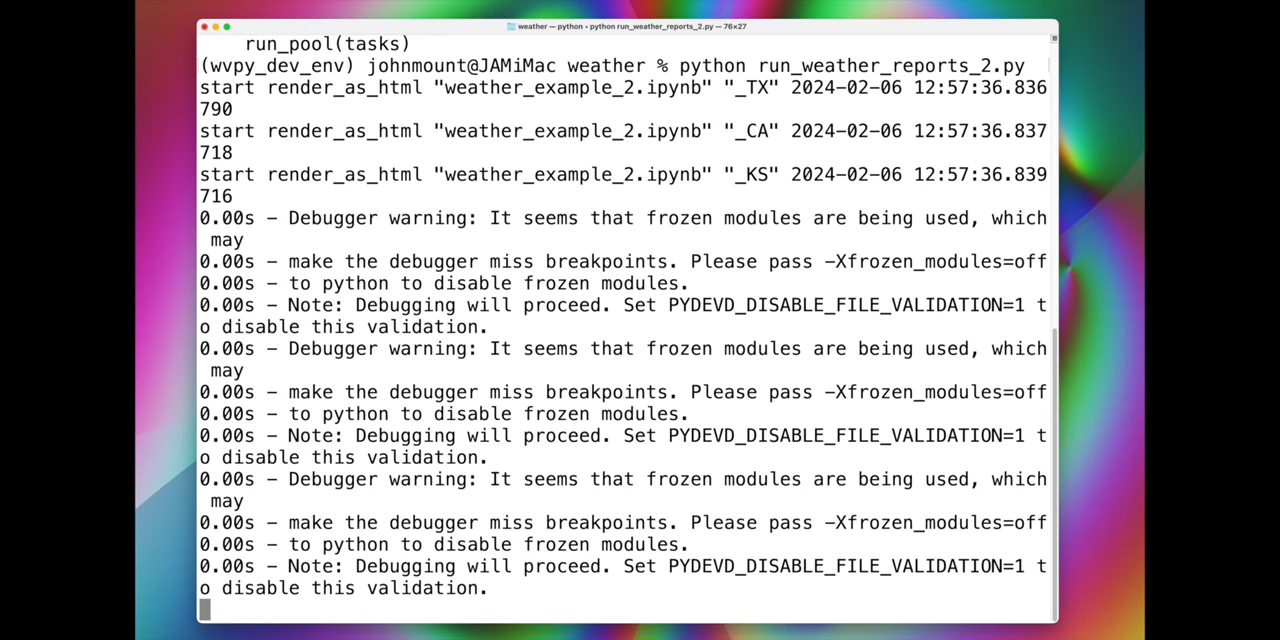 weather — python • python run_weather_reports_2.py — 76×27
run_pool(tasks)
(wvpy_dev_env) johnmount@JAMiMac weather % python run_weather_reports_2.py
start render_as_html "weather_example_2.ipynb" "_TX" 2024-02-06 12:57:36.836
790
start render_as_html "weather_example_2.ipynb" "_CA" 2024-02-06 12:57:36.837
718
start render_as_html "weather_example_2.ipynb" "_KS" 2024-02-06 12:57:36.839
716
0.00s - Debugger warning: It seems that frozen modules are being used, which
may
0.00s - make the debugger miss breakpoints. Please pass -Xfrozen_modules=off
0.00s - to python to disable frozen modules.
0.00s - Note: Debugging will proceed. Set PYDEVD_DISABLE_FILE_VALIDATION=1 t
o disable this validation.
0.00s - Debugger warning: It seems that frozen modules are being used, which
may
0.00s - make the debugger miss breakpoints. Please pass -Xfrozen_modules=off
0.00s - to python to disable frozen modules.
0.00s - Note: Debugging will proceed. Set PYDEVD_DISABLE_FILE_VALIDATION=1 t
o disable this validation.
0.00s - Debugger warning: It seems that frozen modules are being used, which
may
0.00s - make the debugger miss breakpoints. Please pass -Xfrozen_modules=off
0.00s - to python to disable frozen modules.
0.00s - Note: Debugging will proceed. Set PYDEVD_DISABLE_FILE_VALIDATION=1 t
o disable this validation.